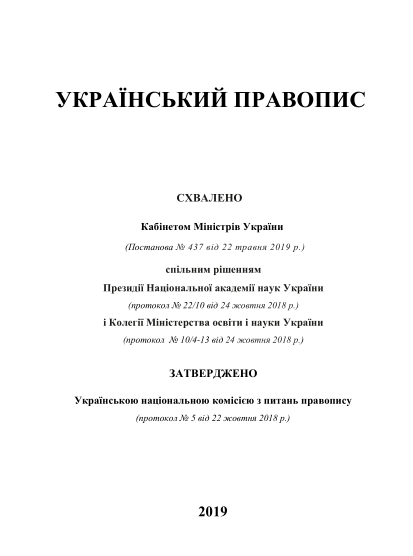 УКРАЇНСЬКИЙ ПРАВОПИС
СХВАЛЕНО
Кабінетом Міністрів України
(Постанова № 437 від 22 травня 2019 р.)
спільним рішенням
Президії Національної академії наук України
(протокол № 22/10 від 24 жовтня 2018 р.)
і Колегії Міністерства освіти і науки України
(протокол № 10/4-13 від 24 жовтня 2018 р.)
ЗАТВЕРДЖЕНО
Українською національною комісією з питань правопису
(протокол № 5 від 22 жовтня 2018 р.)
2019